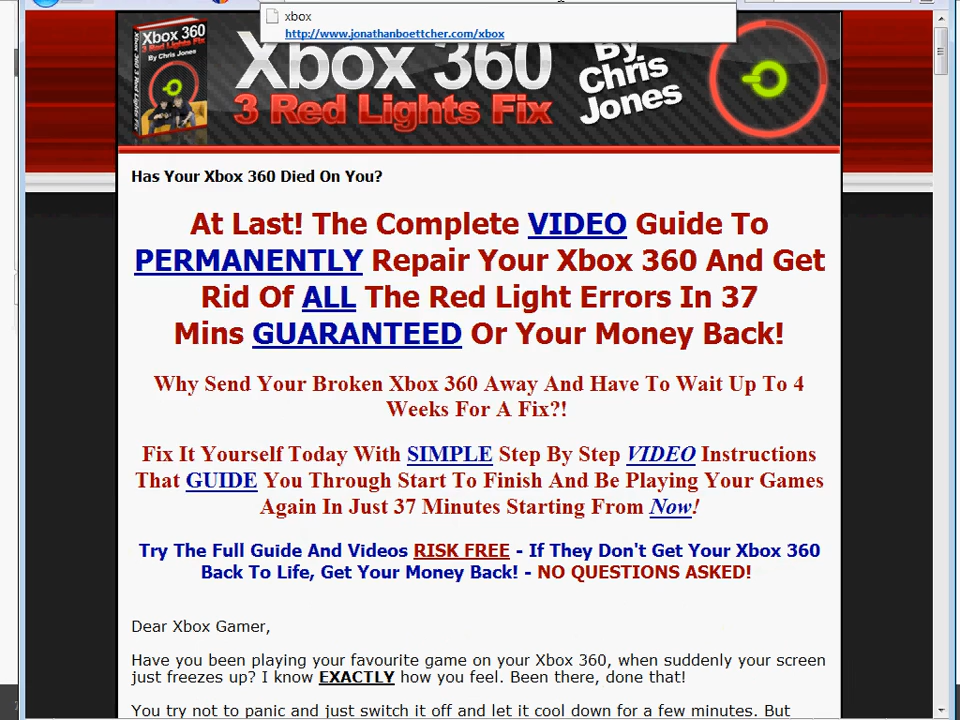 xbox
http://www.jonathanboettcher.com/xbox
Xbox 360
3 Red Lights Fix
By Chris Jones
Xbox 360
3 Red Lights Fix
By
Chris
Jones
Has Your Xbox 360 Died On You?
At Last! The Complete VIDEO Guide To
PERMANENTLY Repair Your Xbox 360 And Get
Rid Of ALL The Red Light Errors In 37
Mins GUARANTEED Or Your Money Back!
Why Send Your Broken Xbox 360 Away And Have To Wait Up To 4
Weeks For A Fix?!
Fix It Yourself Today With SIMPLE Step By Step VIDEO Instructions
That GUIDE You Through Start To Finish And Be Playing Your Games
Again In Just 37 Minutes Starting From Now!
Try The Full Guide And Videos RISK FREE - If They Don't Get Your Xbox 360
Back To Life, Get Your Money Back! - NO QUESTIONS ASKED!
Dear Xbox Gamer,
Have you been playing your favourite game on your Xbox 360, when suddenly your screen
just freezes up? I know EXACTLY how you feel. Been there, done that!
You try not to panic and just switch it off and let it cool down for a few minutes. But